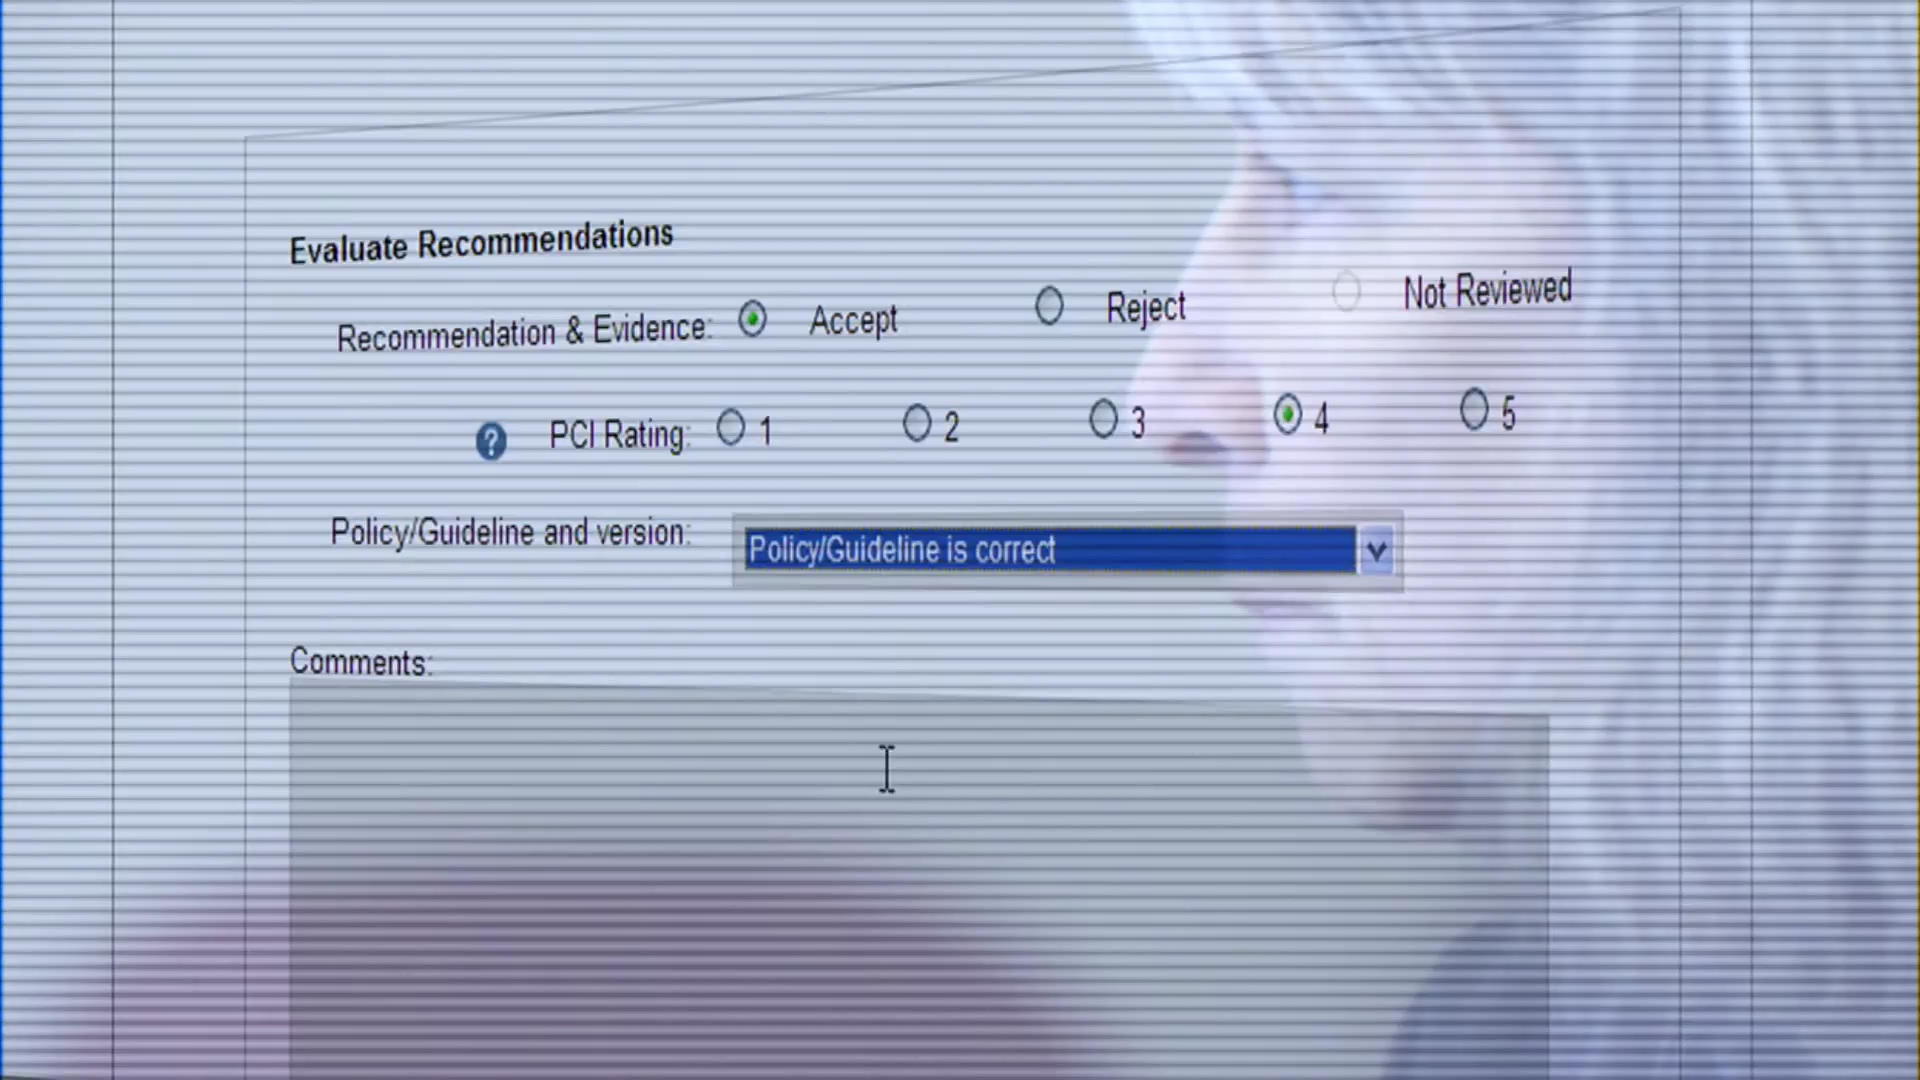 Evaluate Recommendations
Recommendation & Evidence: Accept Reject Not Reviewed
? PCI Rating: 1 2 3 4 5
Policy/Guideline and version: Policy/Guideline is correct
Comments: